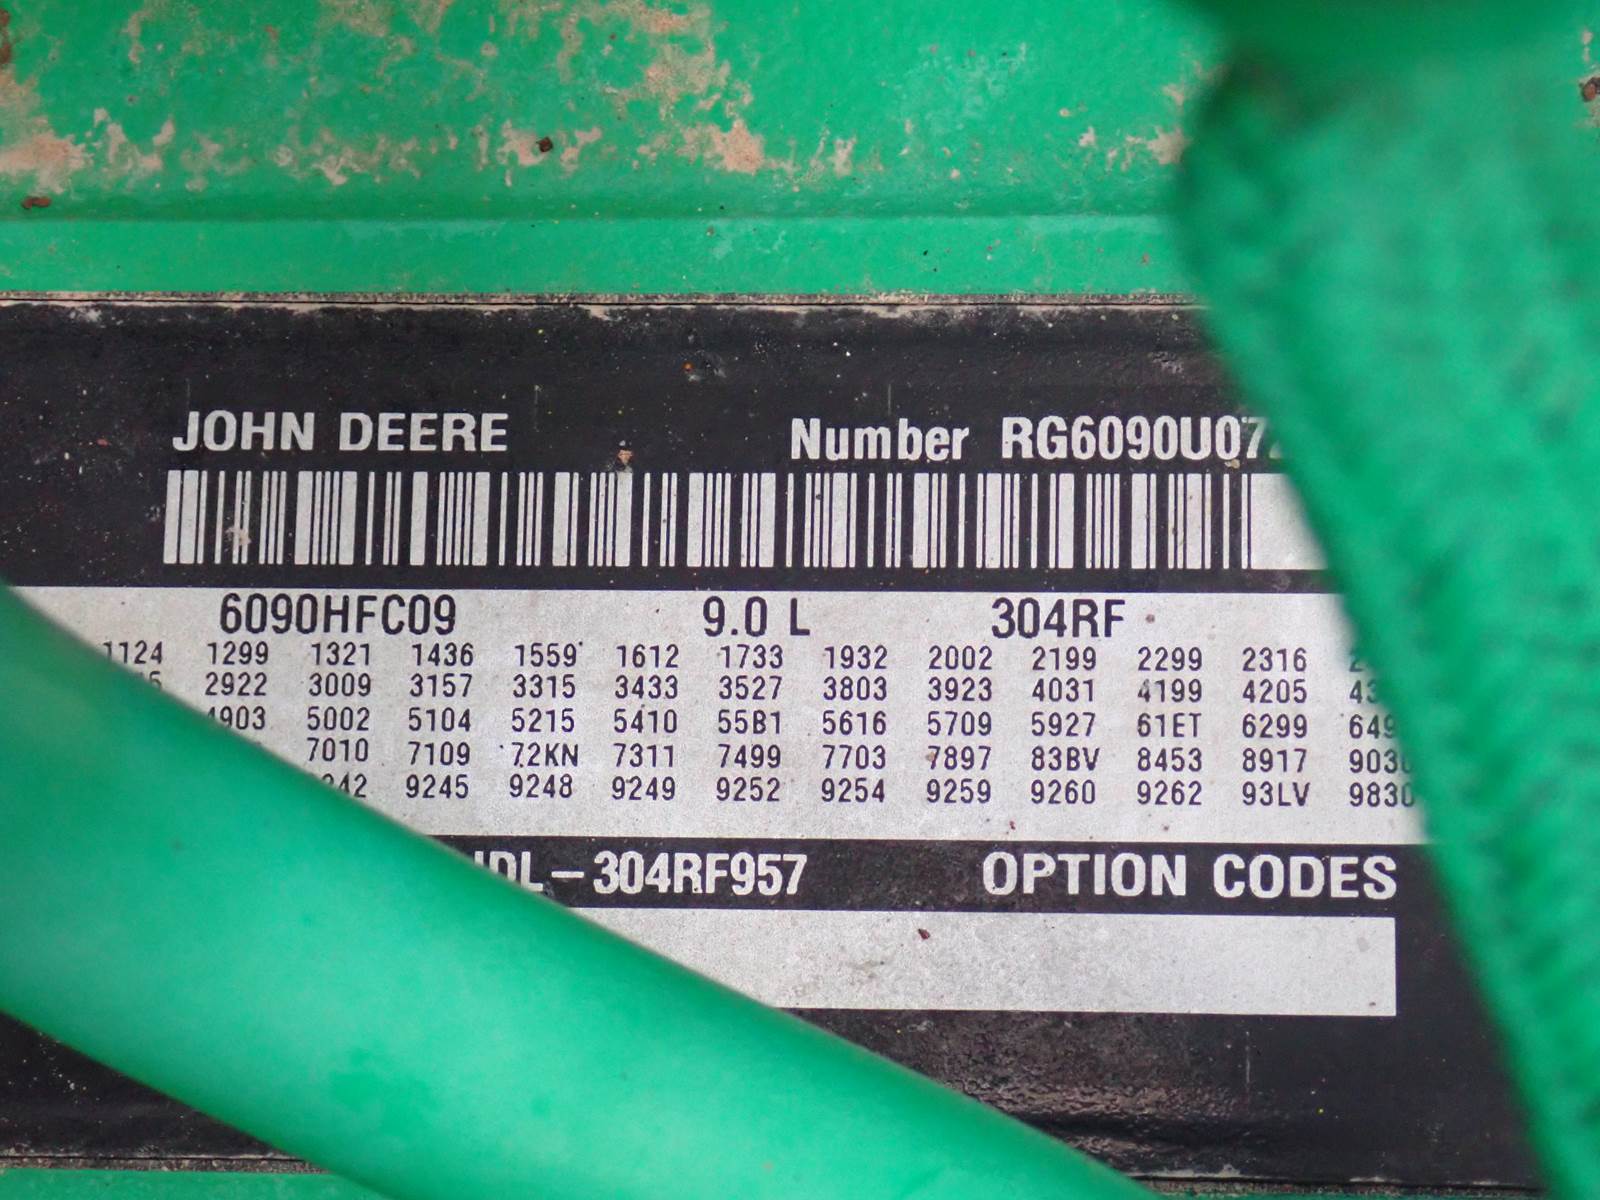 JOHN DEERE Number
6090HFC09 9.0 L 304RF
1124 1299 1321 1436 1559 1612 1733 1932 2002 2199 2299 2316
2922 3009 3157 3315 3433 3527 3803 3923 4031 4199 4205
4903 5002 5104 5215 5410 55B1 5616 5709 5927 61ET 6299
7010 7109 72KN 7311 7499 7703 7897 83BV 8453 8917 9030
9245 9248 9249 9252 9254 9259 9260 9262 93LV 9830
JDL-304RF957 OPTION CODES